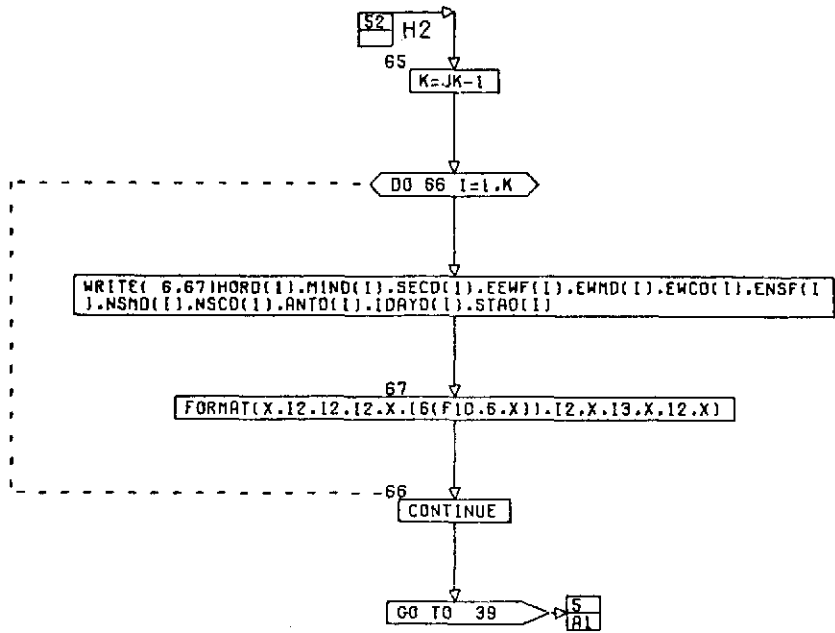 52 H2
65
K=JK-1
DO 66 I=1.K
WRITE( 6.67)HORD(I).MIND(I).SECD(I).EEWF(I).EWMD(I).EWCD(I).ENSF(I
).NSMD(I).NSCD(I).ANTD(I).IDAYD(I).STAD(I)
67
FORMAT(X.I2.I2.I2.X.(6(F10.6.X)).I2.X.I3.X.I2.X)
66
CONTINUE
GO TO 39
5
A1